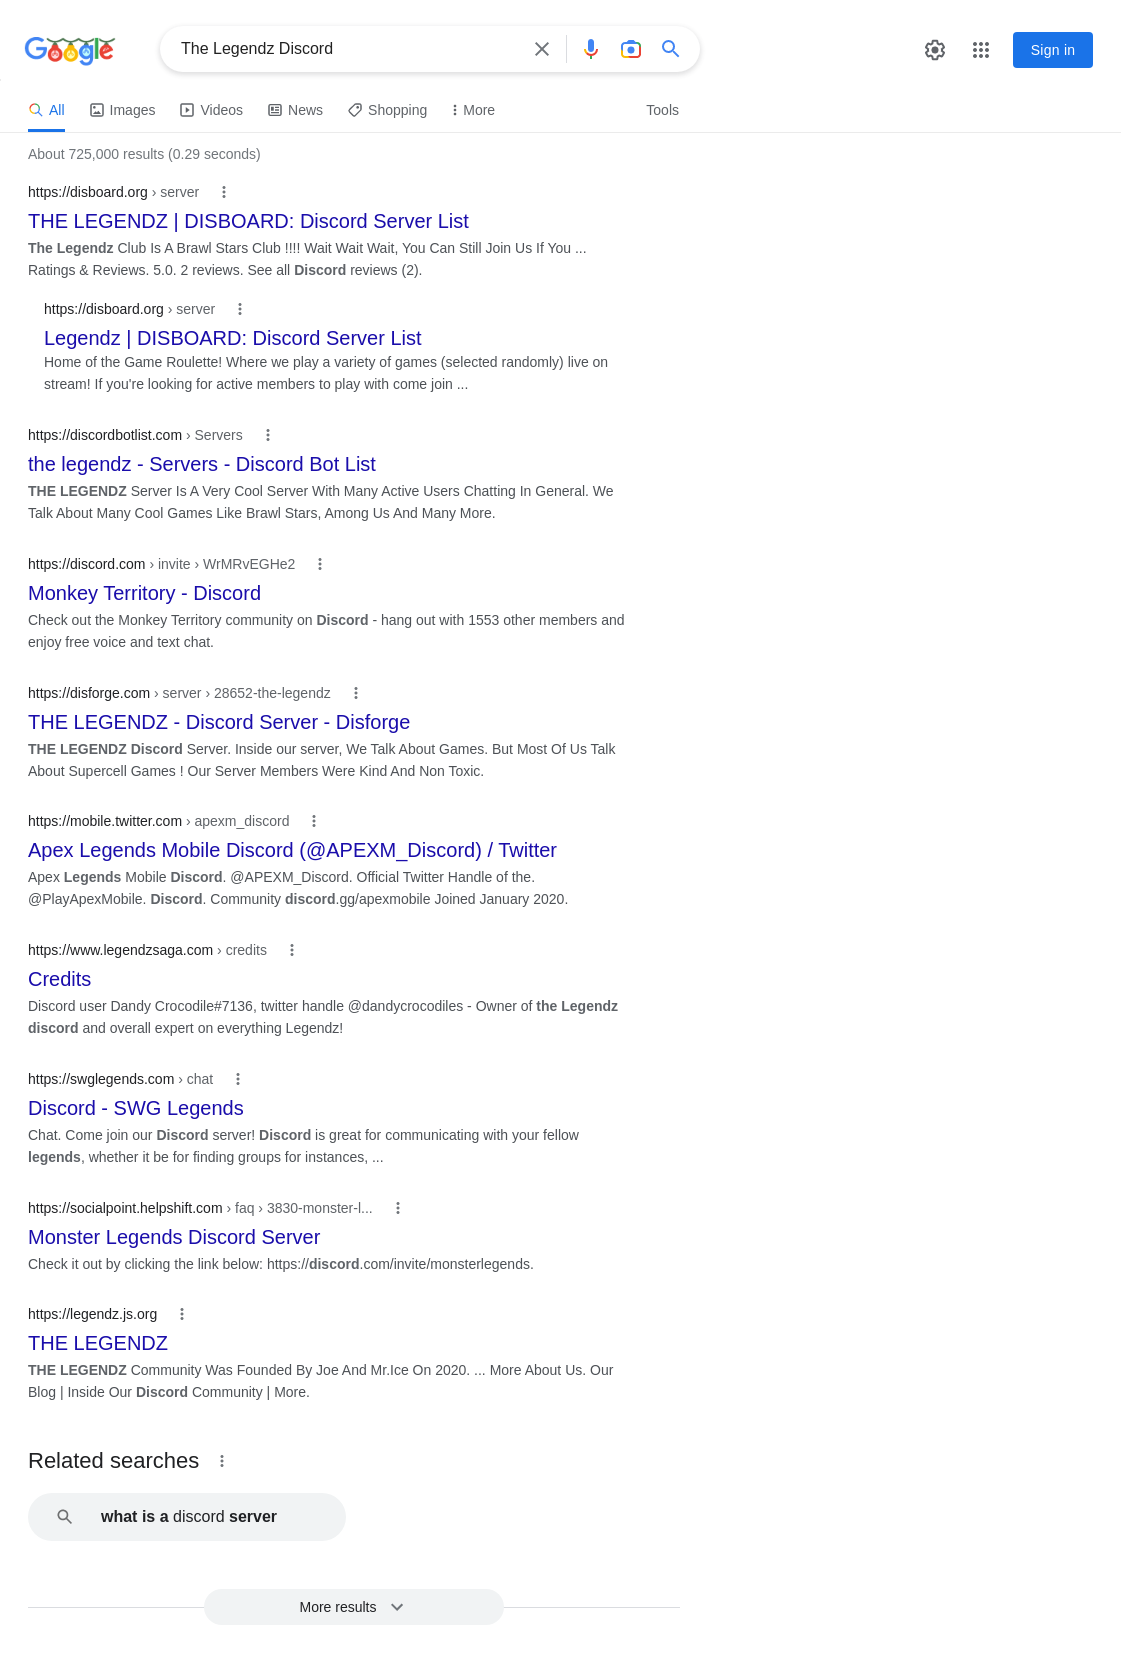 Google
The Legendz Discord
Sign in
All
Images
Videos
News
Shopping
More
Tools
About 725,000 results (0.29 seconds)
https://disboard.org › server
THE LEGENDZ | DISBOARD: Discord Server List
The Legendz Club Is A Brawl Stars Club !!!! Wait Wait Wait, You Can Still Join Us If You ...
Ratings & Reviews. 5.0. 2 reviews. See all Discord reviews (2).
https://disboard.org › server
Legendz | DISBOARD: Discord Server List
Home of the Game Roulette! Where we play a variety of games (selected randomly) live on
stream! If you're looking for active members to play with come join ...
https://discordbotlist.com › Servers
the legendz - Servers - Discord Bot List
THE LEGENDZ Server Is A Very Cool Server With Many Active Users Chatting In General. We
Talk About Many Cool Games Like Brawl Stars, Among Us And Many More.
https://discord.com › invite › WrMRvEGHe2
Monkey Territory - Discord
Check out the Monkey Territory community on Discord - hang out with 1553 other members and
enjoy free voice and text chat.
https://disforge.com › server › 28652-the-legendz
THE LEGENDZ - Discord Server - Disforge
THE LEGENDZ Discord Server. Inside our server, We Talk About Games. But Most Of Us Talk
About Supercell Games ! Our Server Members Were Kind And Non Toxic.
https://mobile.twitter.com › apexm_discord
Apex Legends Mobile Discord (@APEXM_Discord) / Twitter
Apex Legends Mobile Discord. @APEXM_Discord. Official Twitter Handle of the.
@PlayApexMobile. Discord. Community discord.gg/apexmobile Joined January 2020.
https://www.legendzsaga.com › credits
Credits
Discord user Dandy Crocodile#7136, twitter handle @dandycrocodiles - Owner of the Legendz
discord and overall expert on everything Legendz!
https://swglegends.com › chat
Discord - SWG Legends
Chat. Come join our Discord server! Discord is great for communicating with your fellow
legends, whether it be for finding groups for instances, ...
https://socialpoint.helpshift.com › faq › 3830-monster-l...
Monster Legends Discord Server
Check it out by clicking the link below: https://discord.com/invite/monsterlegends.
https://legendz.js.org
THE LEGENDZ
THE LEGENDZ Community Was Founded By Joe And Mr.Ice On 2020. ... More About Us. Our
Blog | Inside Our Discord Community | More.
Related searches
what is a discord server
More results